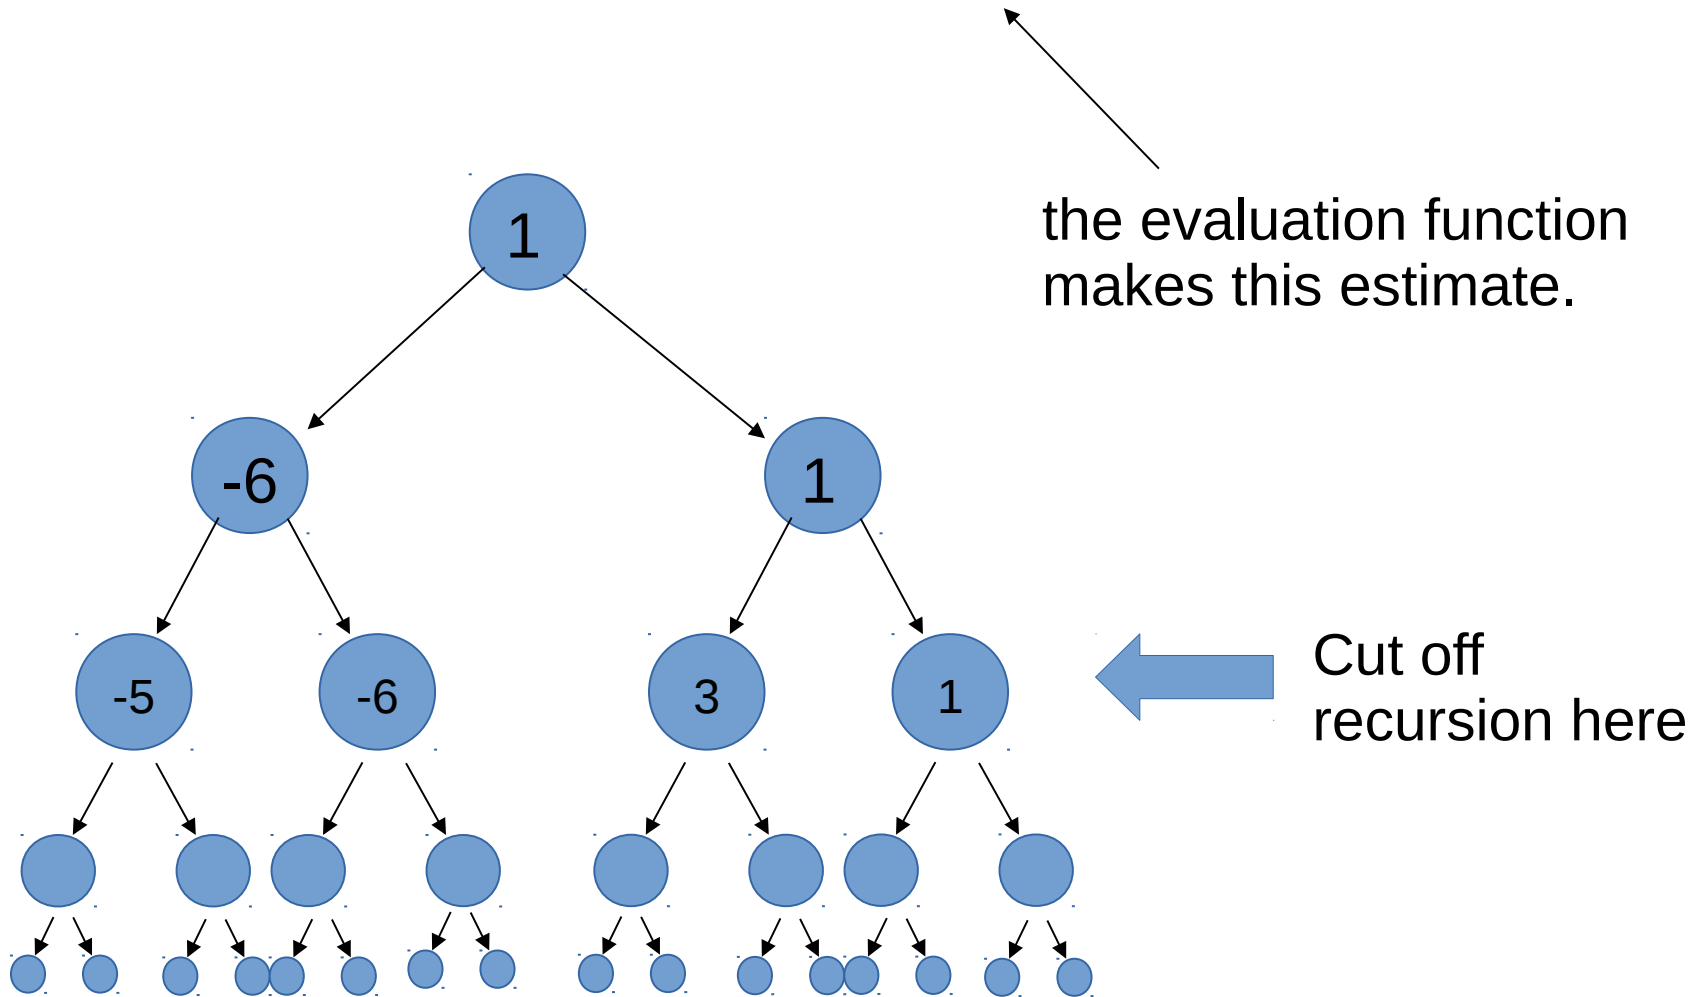 1
the evaluation function
makes this estimate.
-6
1
-5
-6
3
1
Cut off
recursion here